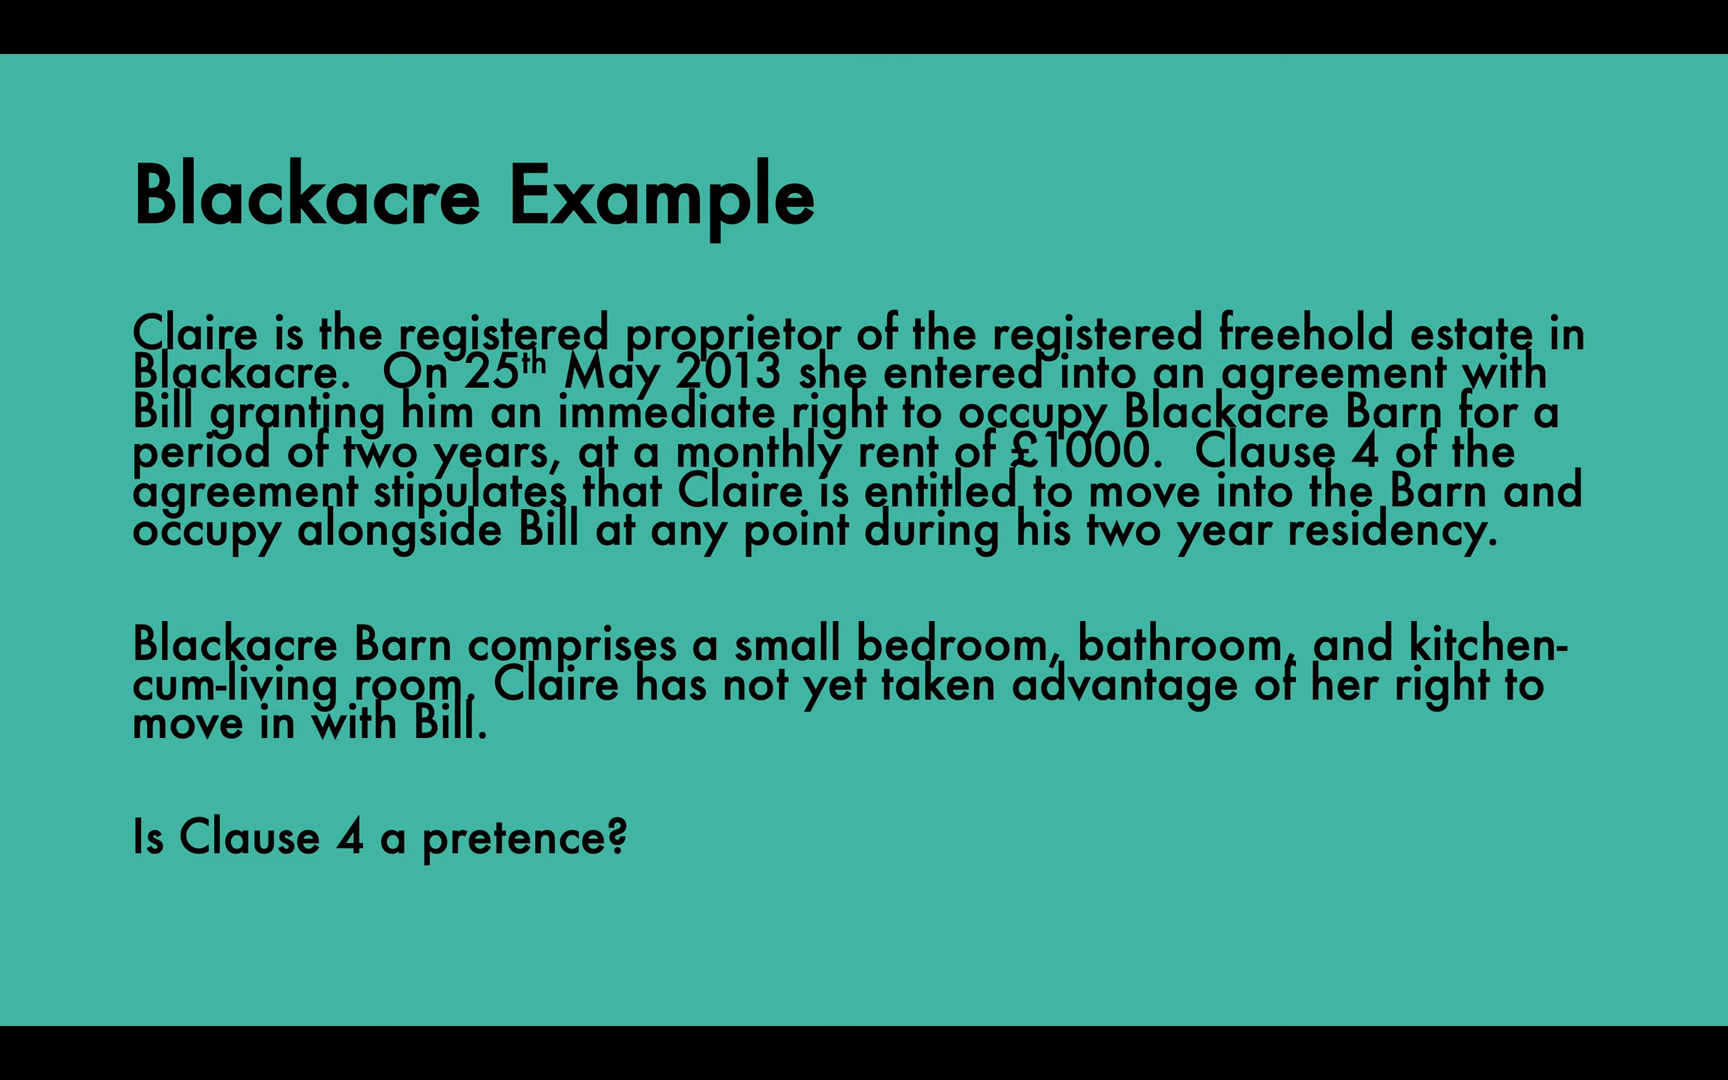 Blackacre Example
Claire is the registered proprietor of the registered freehold estate in
Blackacre.  On 25th May 2013 she entered into an agreement with
Bill granting him an immediate right to occupy Blackacre Barn for a
period of two years, at a monthly rent of £1000.  Clause 4 of the
agreement stipulates that Claire is entitled to move into the Barn and
occupy alongside Bill at any point during his two year residency.
Blackacre Barn comprises a small bedroom, bathroom, and kitchen-
cum-living room. Claire has not yet taken advantage of her right to
move in with Bill.
Is Clause 4 a pretence?